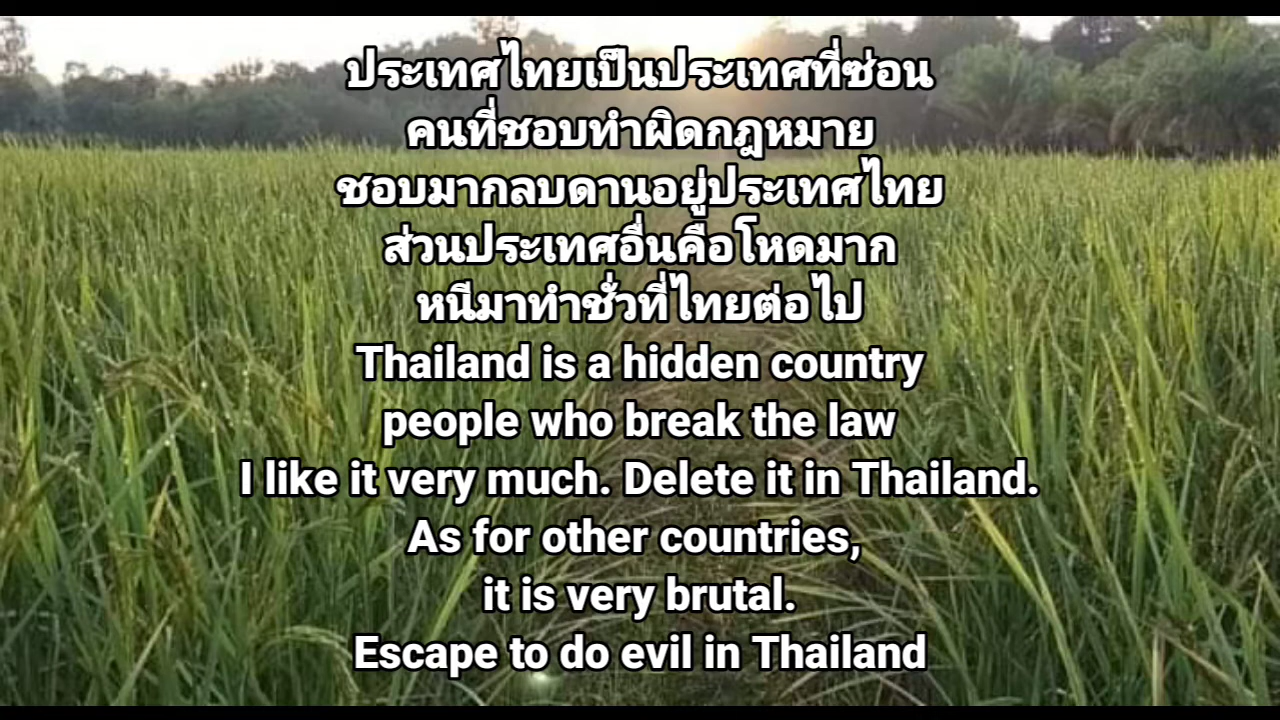 ประเทศไทยเป็นประเทศที่ซ่อน
คนที่ชอบทำผิดกฎหมาย
ชอบมากลบดานอยู่ประเทศไทย
ส่วนประเทศอื่นคือโหดมาก
หนีมาทำชั่วที่ไทยต่อไป
Thailand is a hidden country
people who break the law
I like it very much. Delete it in Thailand.
As for other countries,
it is very brutal.
Escape to do evil in Thailand